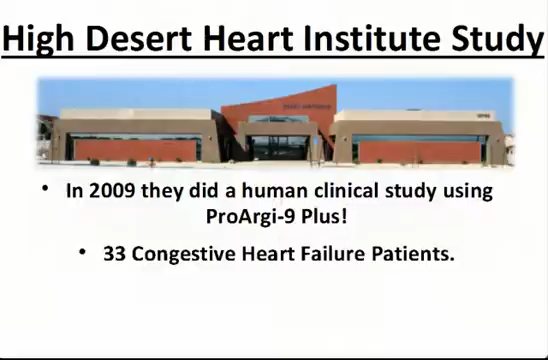 High Desert Heart Institute Study
• In 2009 they did a human clinical study using
ProArgi-9 Plus!
• 33 Congestive Heart Failure Patients.